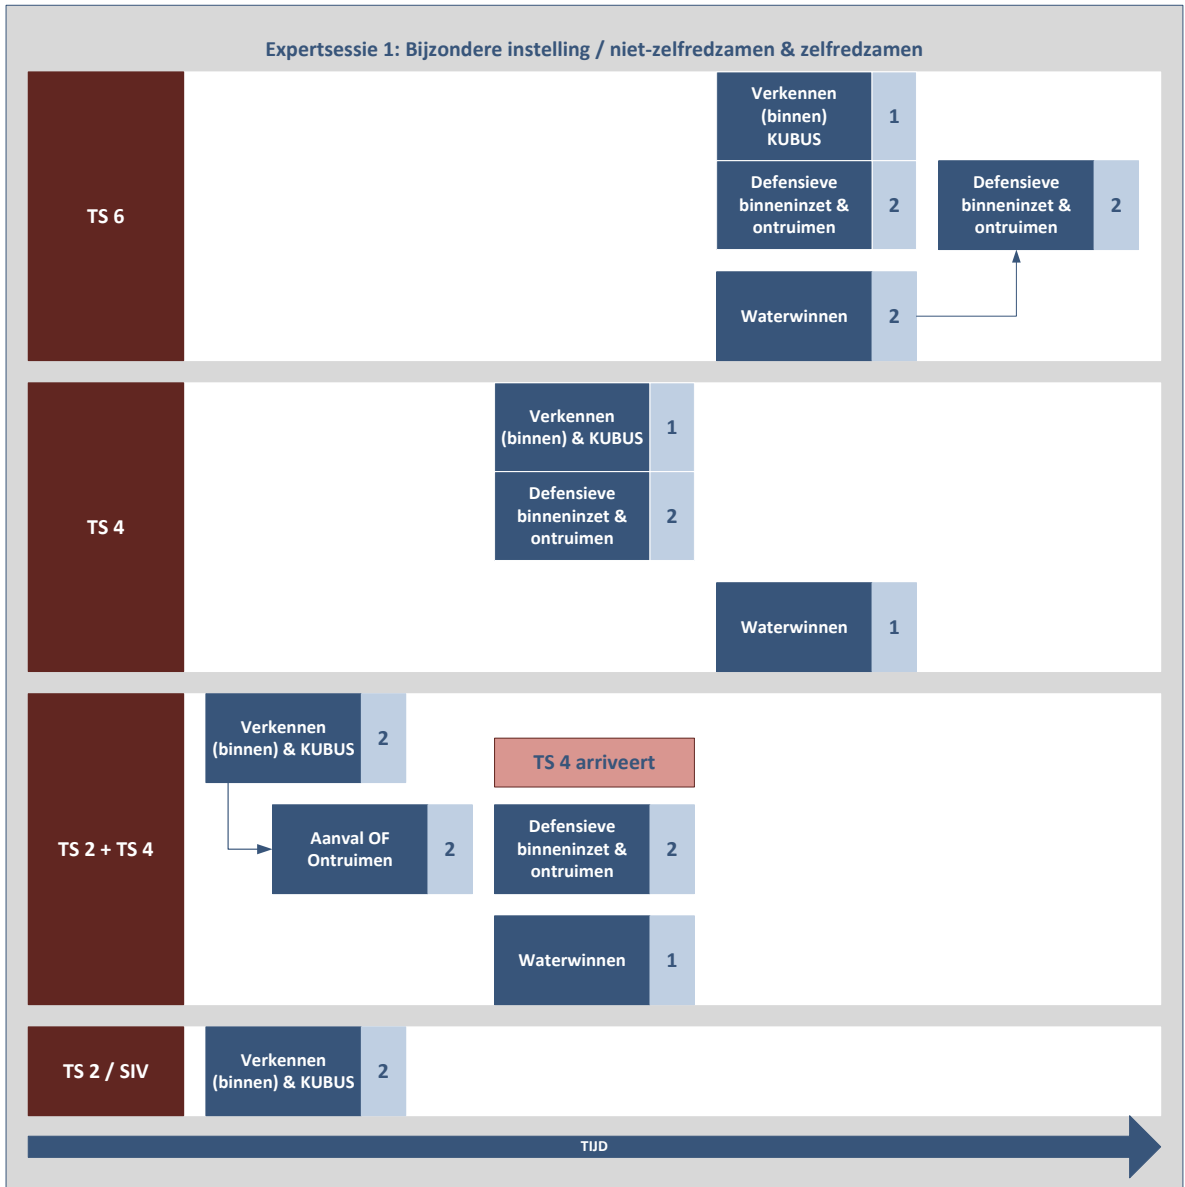 Expertsessie 1: Bijzondere instelling / niet-zelfredzamen & zelfredzamen
TS 6
Verkennen
(binnen)
KUBUS
1
Defensieve
binneninzet &
ontruimen
2
Defensieve
binneninzet &
ontruimen
2
Waterwinnen
2
TS 4
Verkennen
(binnen) & KUBUS
1
Defensieve
binneninzet &
ontruimen
2
Waterwinnen
1
TS 2 + TS 4
Verkennen
(binnen) & KUBUS
2
TS 4 arriveert
Aanval OF
Ontruimen
2
Defensieve
binneninzet &
ontruimen
2
Waterwinnen
1
TS 2 / SIV
Verkennen
(binnen) & KUBUS
2
TIJD